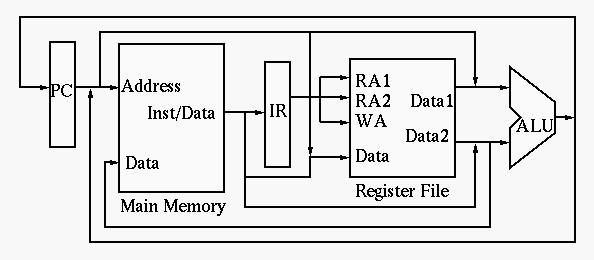 PC
Address
Inst/Data
Data
Main Memory
IR
RA1
RA2
WA
Data
Data1
Data2
Register File
ALU